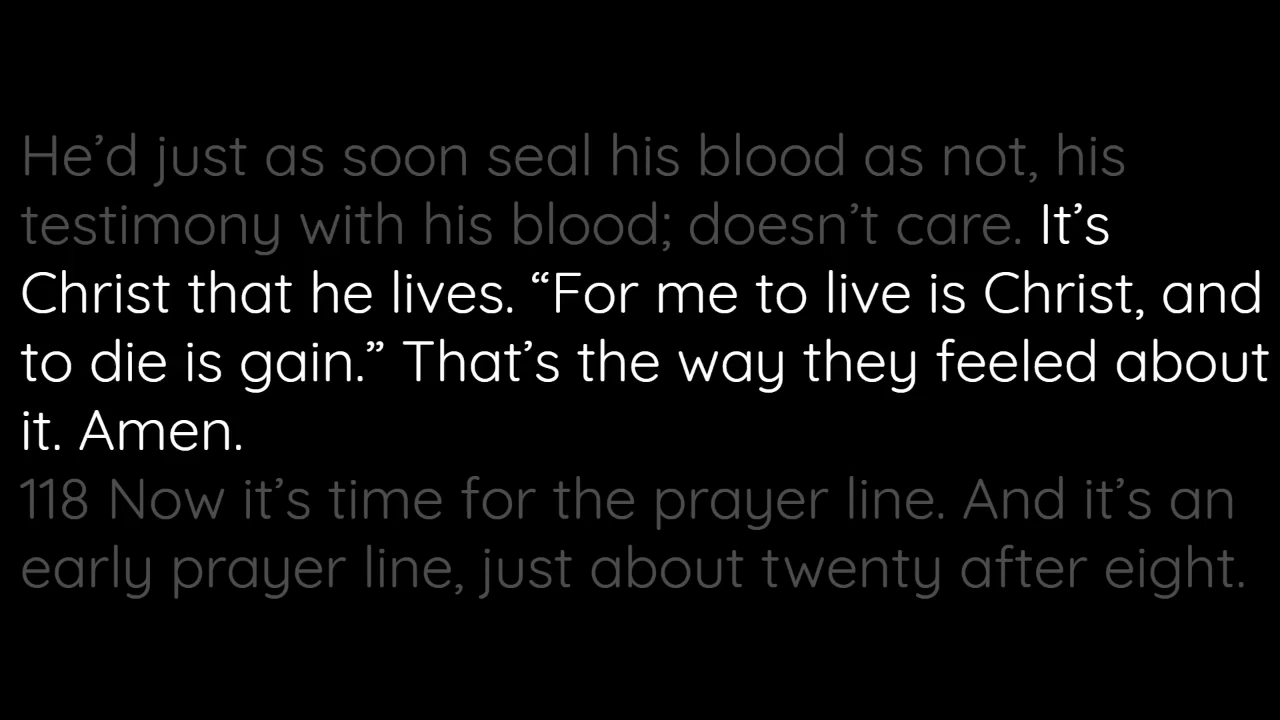 He’d just as soon seal his blood as not, his
testimony with his blood; doesn’t care. It’s
Christ that he lives. “For me to live is Christ, and
to die is gain.” That’s the way they feeled about
it. Amen.
118 Now it’s time for the prayer line. And it’s an
early prayer line, just about twenty after eight.